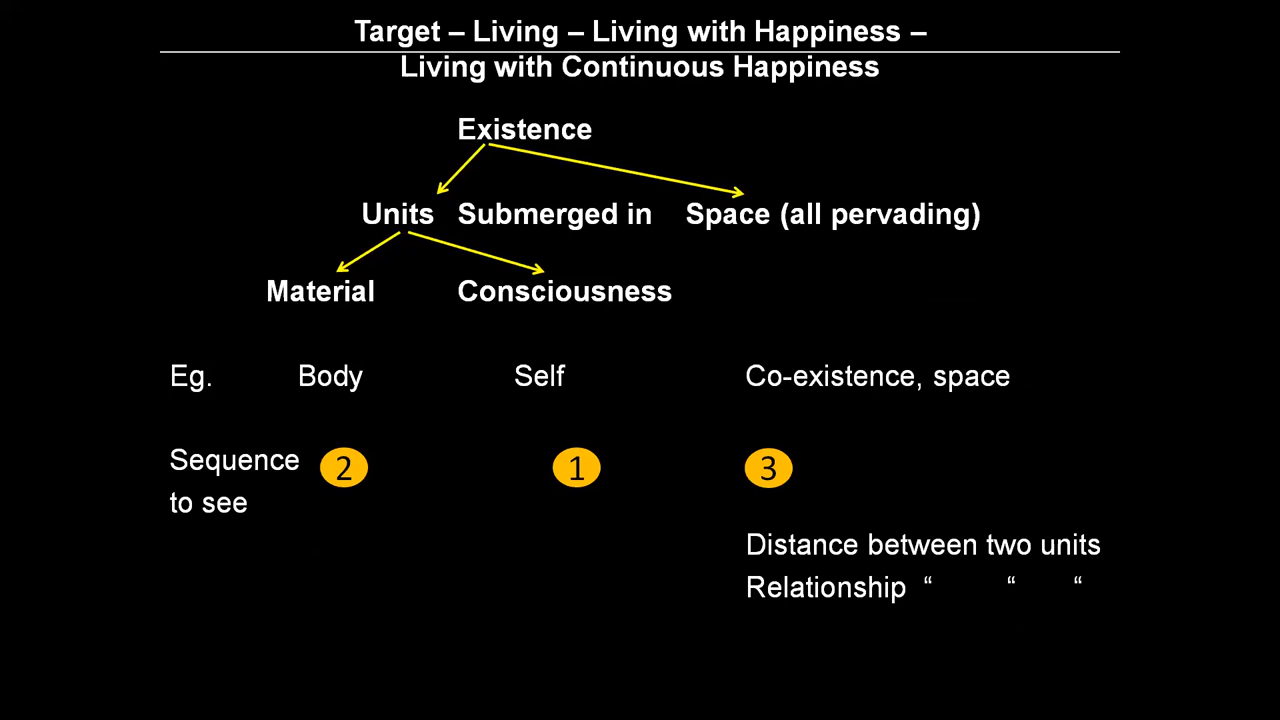 Target – Living – Living with Happiness –
Living with Continuous Happiness
Existence
Units Submerged in Space (all pervading)
Material Consciousness
Eg. Body Self Co-existence, space
Sequence 2 1 3
to see
Distance between two units
Relationship “ “ “